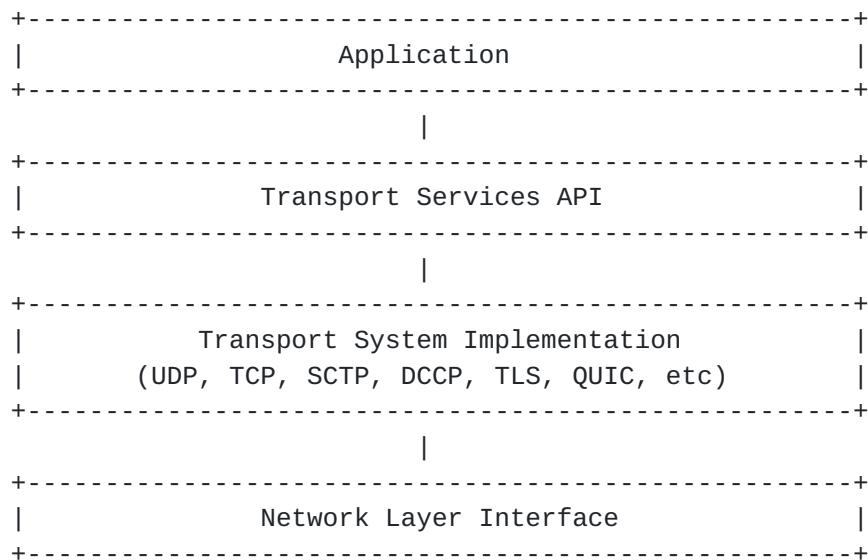 Application
Transport Services API
Transport System Implementation
(UDP, TCP, SCTP, DCCP, TLS, QUIC, etc)
Network Layer Interface